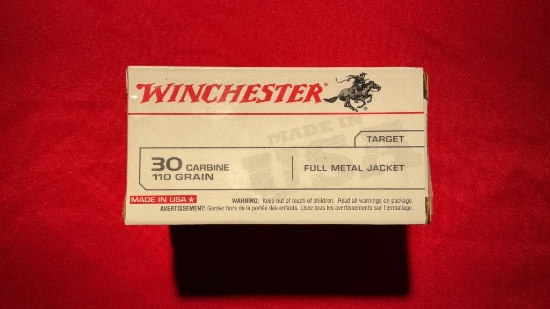 WINCHESTER
MADE IN
USA
TARGET
30 CARBINE
110 GRAIN
FULL METAL JACKET
MADE IN USA
WARNING: Keep out of reach of children. Read all warnings on package.
AVERTISSEMENT: Gardez hors de la portée des enfants. Lisez tous les avertissements sur l'emballage.